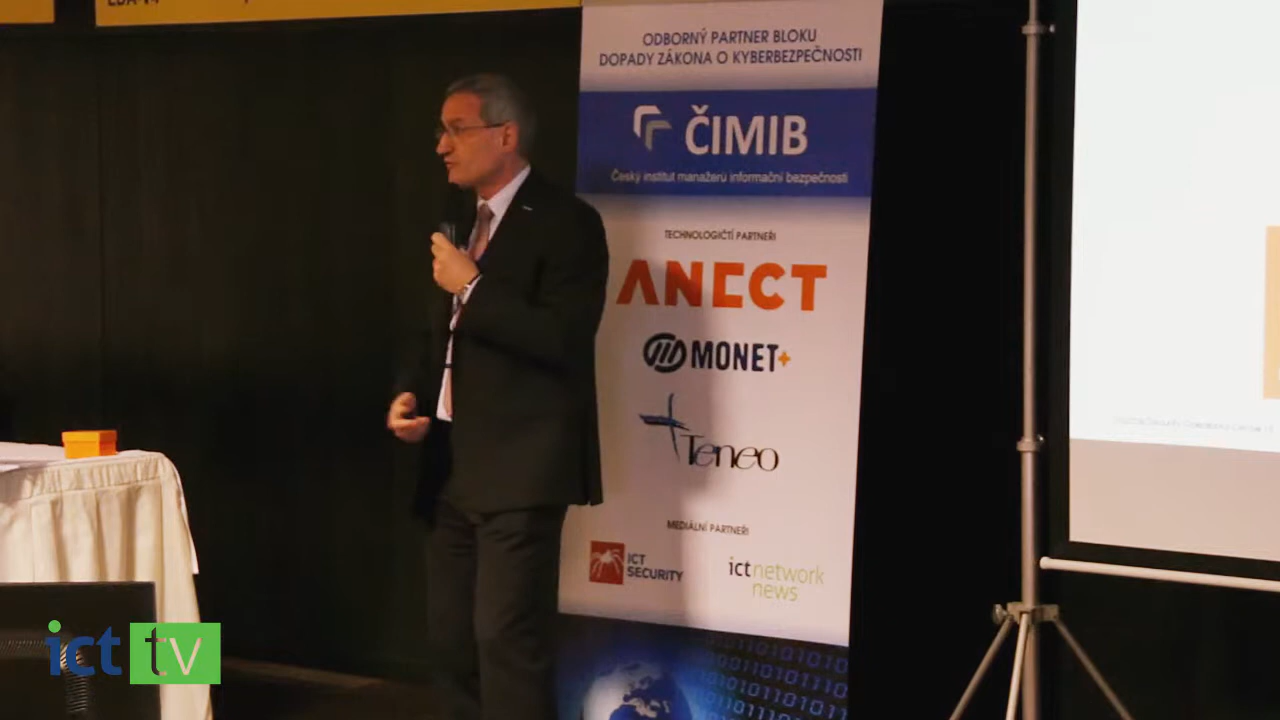 ODBORNÝ PARTNER BLOKU
DOPADY ZÁKONA O KYBERBEZPEČNOSTI
ČIMIB
Český institut manažerů informační bezpečnosti
TECHNOLOGIČTÍ PARTNEŘI
ANECT
MONET+
Teneo
MEDIÁLNÍ PARTNEŘI
ICT
SECURITY
ictnetwork
news
010110101010
ict tv